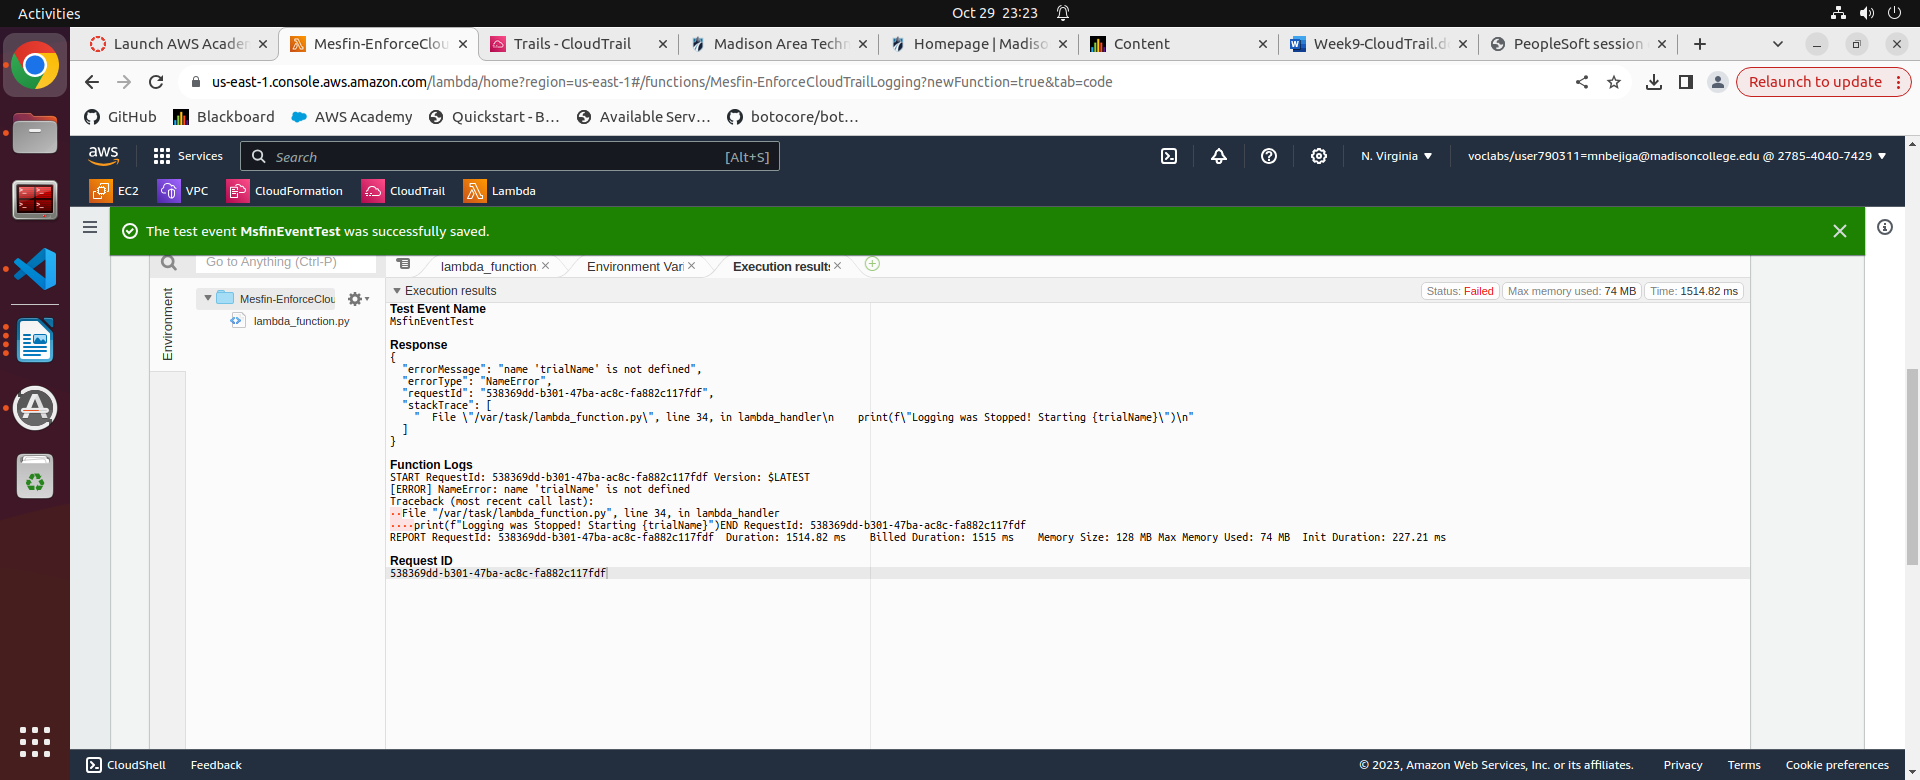 Activities
Oct 29 23:23
Launch AWS Acade
Mesfin-EnforceClou
Trails - CloudTrail
Madison Area Techn
Homepage | Madiso
Content
Week9-CloudTrail.d
PeopleSoft session
us-east-1.console.aws.amazon.com/lambda/home?region=us-east-1#/functions/Mesfin-EnforceCloudTrailLogging?newFunction=true&tab=code
Relaunch to update
GitHub
Blackboard
AWS Academy
Quickstart - B...
Available Serv...
botocore/bot...
aws
Services
Search
[Alt+S]
N. Virginia
voclabs/user790311=mnbejiga@madisoncollege.edu @ 2785-4040-7429
EC2
VPC
CloudFormation
CloudTrail
Lambda
The test event MsfinEventTest was successfully saved.
Go to Anything (Ctrl-P)
lambda_function
Environment Vari
Execution results
Environment
Mesfin-EnforceClou
lambda_function.py
Execution results
Status: Failed
Max memory used: 74 MB
Time: 1514.82 ms
Test Event Name
MsfinEventTest
Response
{
"errorMessage": "name 'trialName' is not defined",
"errorType": "NameError",
"requestId": "538369dd-b301-47ba-ac8c-fa882c117fdf",
"stackTrace": [
"  File \"/var/task/lambda_function.py\", line 34, in lambda_handler\n    print(f\"Logging was Stopped! Starting {trialName}\")\n"
]
}
Function Logs
START RequestId: 538369dd-b301-47ba-ac8c-fa882c117fdf Version: $LATEST
[ERROR] NameError: name 'trialName' is not defined
Traceback (most recent call last):
··File "/var/task/lambda_function.py", line 34, in lambda_handler
····print(f"Logging was Stopped! Starting {trialName}")END RequestId: 538369dd-b301-47ba-ac8c-fa882c117fdf
REPORT RequestId: 538369dd-b301-47ba-ac8c-fa882c117fdf  Duration: 1514.82 ms    Billed Duration: 1515 ms    Memory Size: 128 MB Max Memory Used: 74 MB  Init Duration: 227.21 ms
Request ID
538369dd-b301-47ba-ac8c-fa882c117fdf
CloudShell
Feedback
© 2023, Amazon Web Services, Inc. or its affiliates.
Privacy
Terms
Cookie preferences